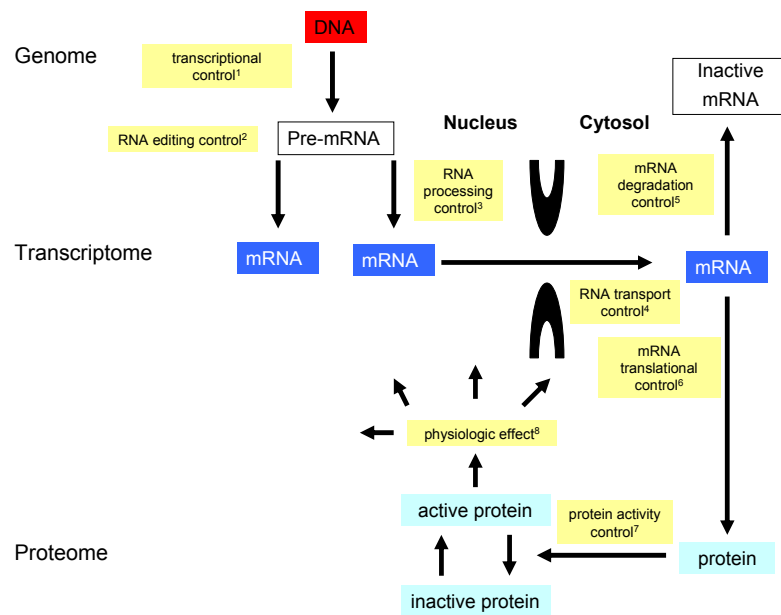 DNA
Genome
transcriptional
control¹
Inactive
mRNA
Nucleus
Cytosol
RNA editing control²
Pre-mRNA
RNA
processing
control³
mRNA
degradation
control⁵
Transcriptome
mRNA
mRNA
mRNA
RNA transport
control⁴
mRNA
translational
control⁶
physiologic effect⁸
active protein
protein activity
control⁷
Proteome
protein
inactive protein